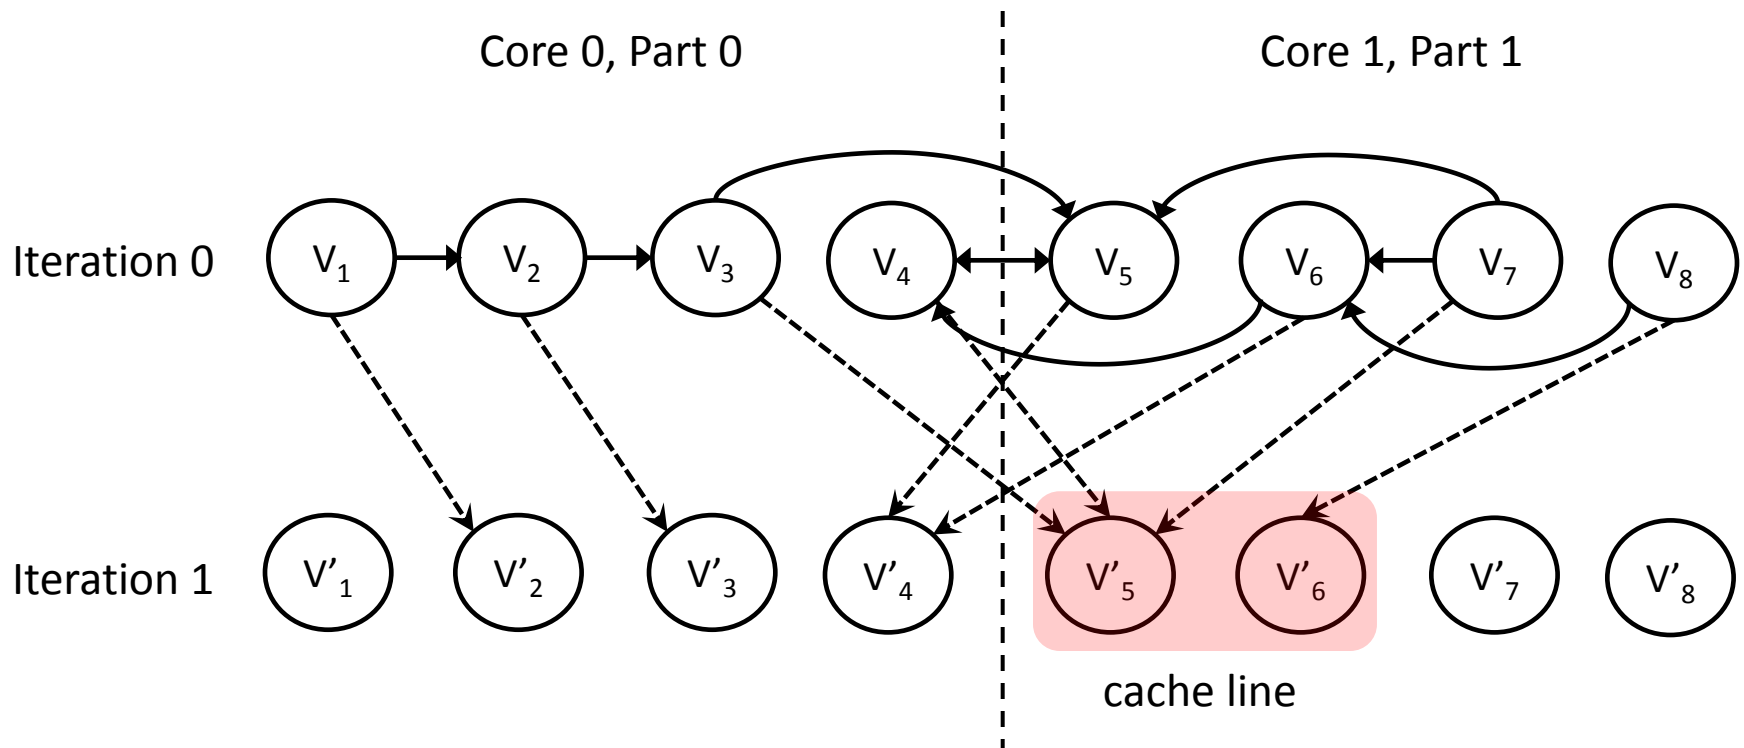 Core 0, Part 0
Core 1, Part 1
Iteration 0
V1
V2
V3
V4
V5
V6
V7
V8
Iteration 1
V'1
V'2
V'3
V'4
V'5
V'6
V'7
V'8
cache line